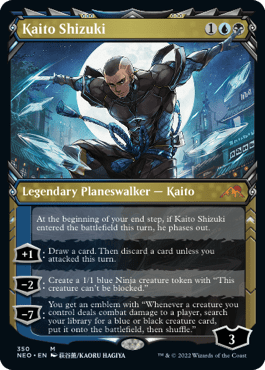 Kaito Shizuki 1
Legendary Planeswalker — Kaito
At the beginning of your end step, if Kaito Shizuki
entered the battlefield this turn, he phases out.
+1: Draw a card. Then discard a card unless you
attacked this turn.
−2: Create a 1/1 blue Ninja creature token with "This
creature can't be blocked."
−7: You get an emblem with "Whenever a creature you
control deals combat damage to a player, search
your library for a blue or black creature card,
put it onto the battlefield, then shuffle."
3
350 M
NEO • EN 萩谷薫/KAORU HAGIYA
™ & © 2022 Wizards of the Coast